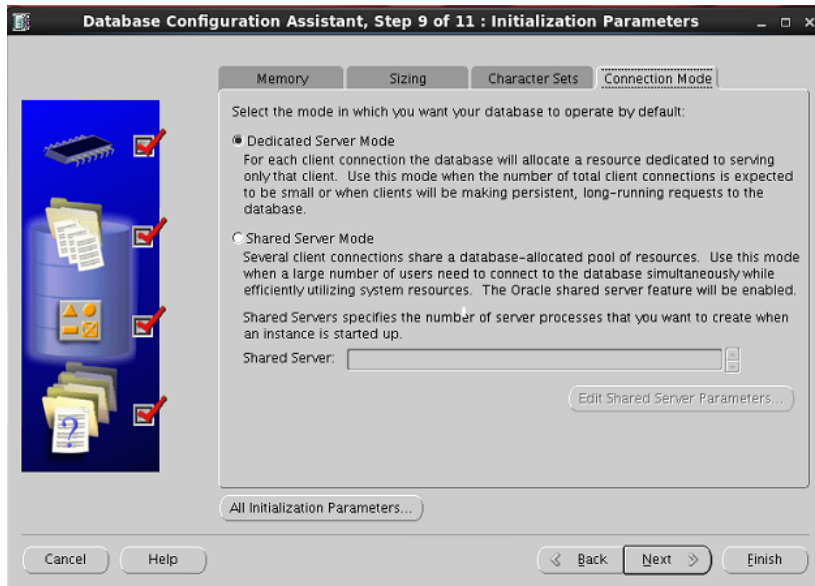 Database Configuration Assistant, Step 9 of 11 : Initialization Parameters
Memory
Sizing
Character Sets
Connection Mode
Select the mode in which you want your database to operate by default:
Dedicated Server Mode
For each client connection the database will allocate a resource dedicated to serving
only that client. Use this mode when the number of total client connections is expected
to be small or when clients will be making persistent, long-running requests to the
database.
Shared Server Mode
Several client connections share a database-allocated pool of resources. Use this mode
when a large number of users need to connect to the database simultaneously while
efficiently utilizing system resources. The Oracle shared server feature will be enabled.
Shared Servers specifies the number of server processes that you want to create when
an instance is started up.
Shared Server:
Edit Shared Server Parameters...
?
All Initialization Parameters...
Cancel
Help
Back
Next
Finish